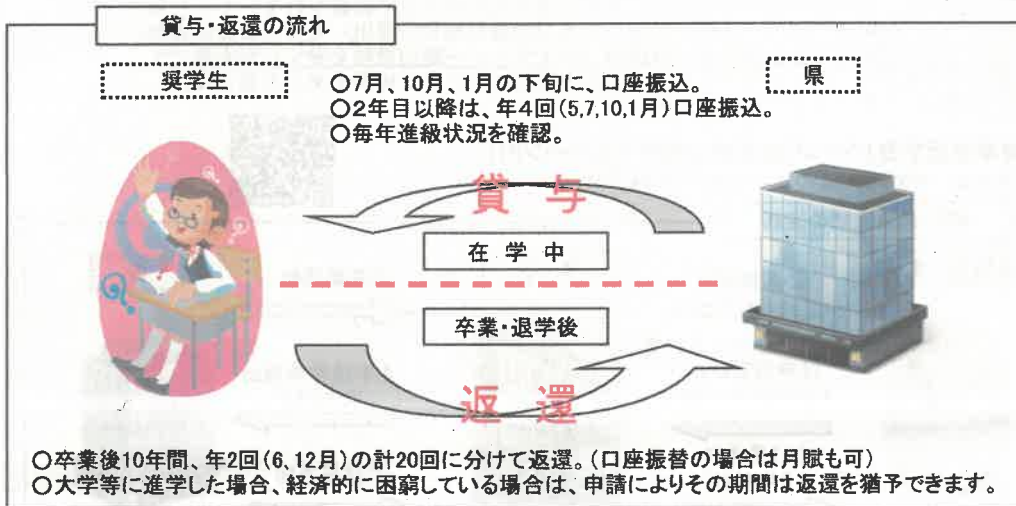 貸与・返還の流れ
奨学生
県
○7月、10月、1月の下旬に、口座振込。
○2年目以降は、年4回(5,7,10,1月)口座振込。
○毎年進級状況を確認。
貸 与
在 学 中
卒業・退学後
返 還
○卒業後10年間、年2回(6、12月)の計20回に分けて返還。(口座振替の場合は月賦も可)
○大学等に進学した場合、経済的に困窮している場合は、申請によりその期間は返還を猶予できます。